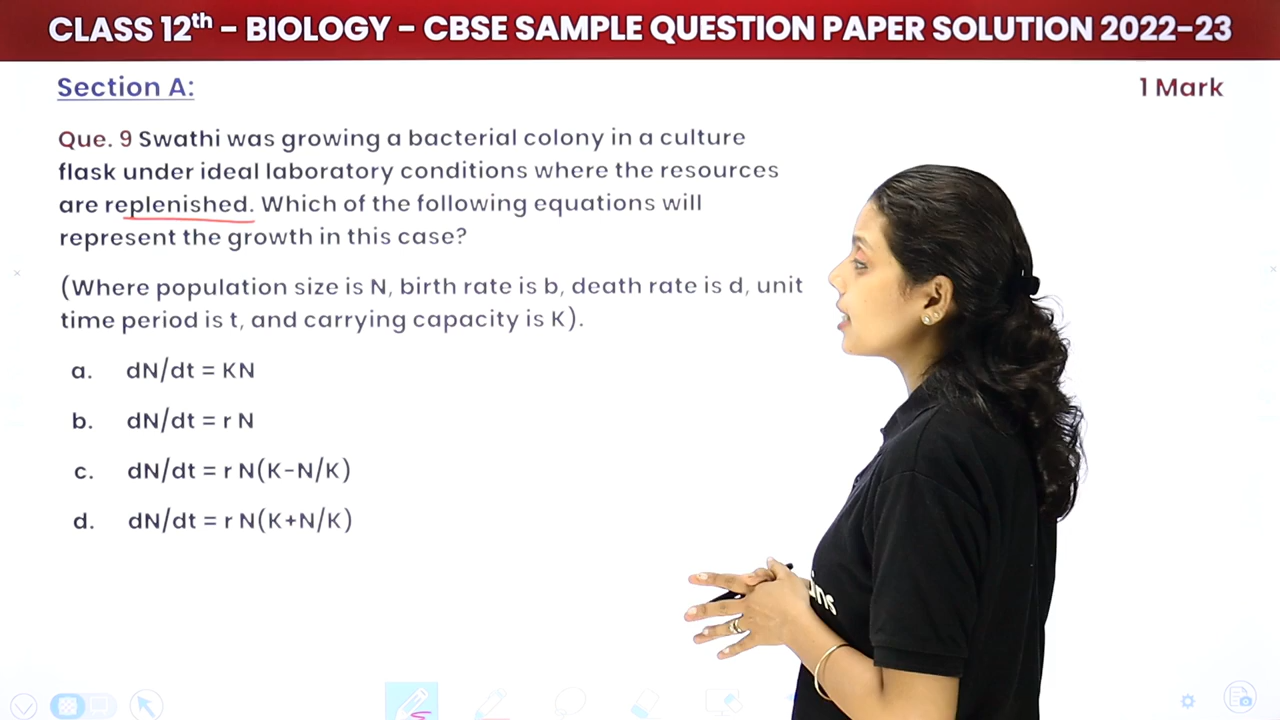 CLASS 12th – BIOLOGY – CBSE SAMPLE QUESTION PAPER SOLUTION 2022–23
Section A:
1 Mark
Que. 9 Swathi was growing a bacterial colony in a culture
flask under ideal laboratory conditions where the resources
are replenished. Which of the following equations will
represent the growth in this case?
(Where population size is N, birth rate is b, death rate is d, unit
time period is t, and carrying capacity is K).
a. dN/dt = KN
b. dN/dt = r N
c. dN/dt = r N(K-N/K)
d. dN/dt = r N(K+N/K)